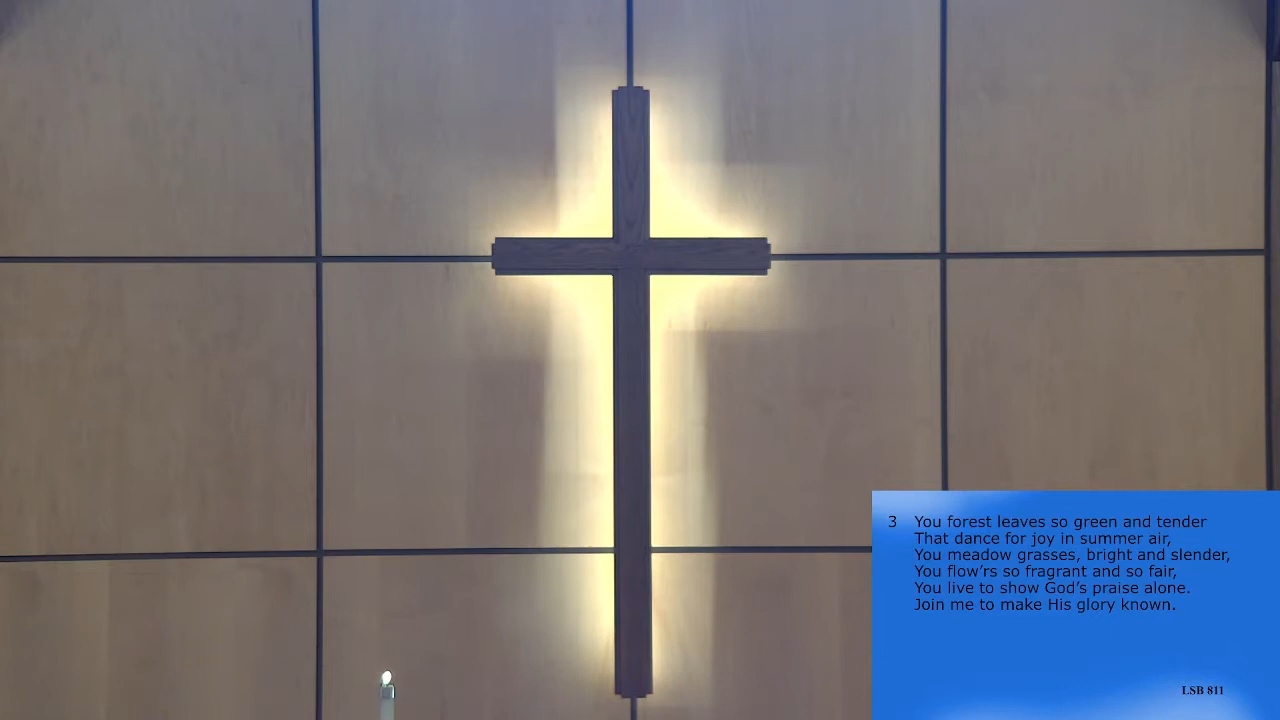 3 You forest leaves so green and tender
That dance for joy in summer air,
You meadow grasses, bright and slender,
You flow’rs so fragrant and so fair,
You live to show God’s praise alone.
Join me to make His glory known.
LSB 811